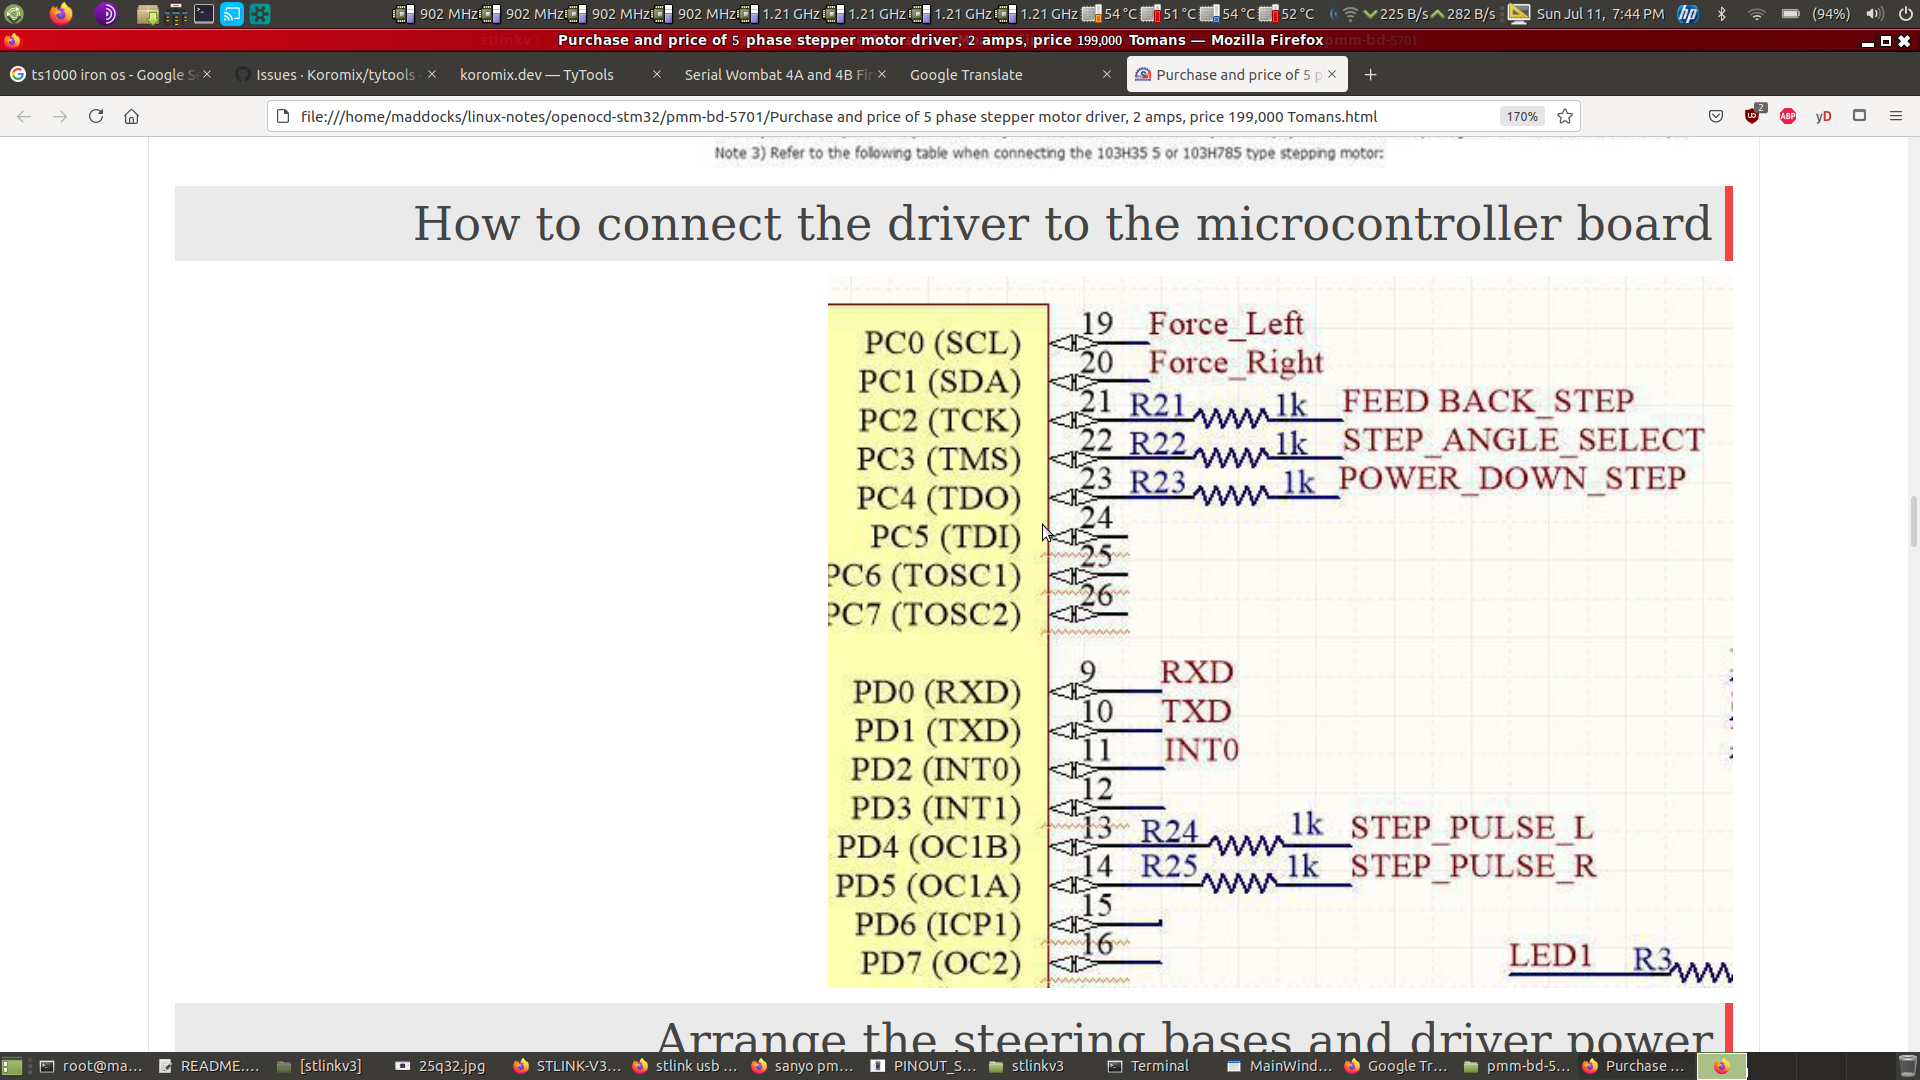 902 MHz 902 MHz 902 MHz 902 MHz 1.21 GHz 1.21 GHz 1.21 GHz 1.21 GHz 54 °C 51 °C 54 °C 52 °C 225 B/s 282 B/s Sun Jul 11, 7:44 PM hp (94%)
Purchase and price of 5 phase stepper motor driver, 2 amps, price 199,000 Tomans — Mozilla Firefox
ts1000 iron os - Google S Issues · Koromix/tytools koromix.dev — TyTools Serial Wombat 4A and 4B Fir Google Translate Purchase and price of 5 p
file:///home/maddocks/linux-notes/openocd-stm32/pmm-bd-5701/Purchase and price of 5 phase stepper motor driver, 2 amps, price 199,000 Tomans.html 170% 2 ABP yD
Note 3) Refer to the following table when connecting the 103H35 5 or 103H785 type stepping motor:
How to connect the driver to the microcontroller board
PC0 (SCL) 19 Force_Left
PC1 (SDA) 20 Force_Right
PC2 (TCK) 21 R21 1k FEED BACK_STEP
PC3 (TMS) 22 R22 1k STEP_ANGLE_SELECT
PC4 (TDO) 23 R23 1k POWER_DOWN_STEP
PC5 (TDI) 24
PC6 (TOSC1) 25
PC7 (TOSC2) 26
PD0 (RXD) 9 RXD
PD1 (TXD) 10 TXD
PD2 (INT0) 11 INT0
PD3 (INT1) 12
PD4 (OC1B) 13 R24 1k STEP_PULSE_L
PD5 (OC1A) 14 R25 1k STEP_PULSE_R
PD6 (ICP1) 15
PD7 (OC2) 16
LED1 R3
Arrange the steering bases and driver power
root@ma... README.... [stlinkv3] 25q32.jpg STLINK-V3... stlink usb ... sanyo pm... PINOUT_S... stlinkv3 Terminal MainWind... Google Tr... pmm-bd-5... Purchase ...